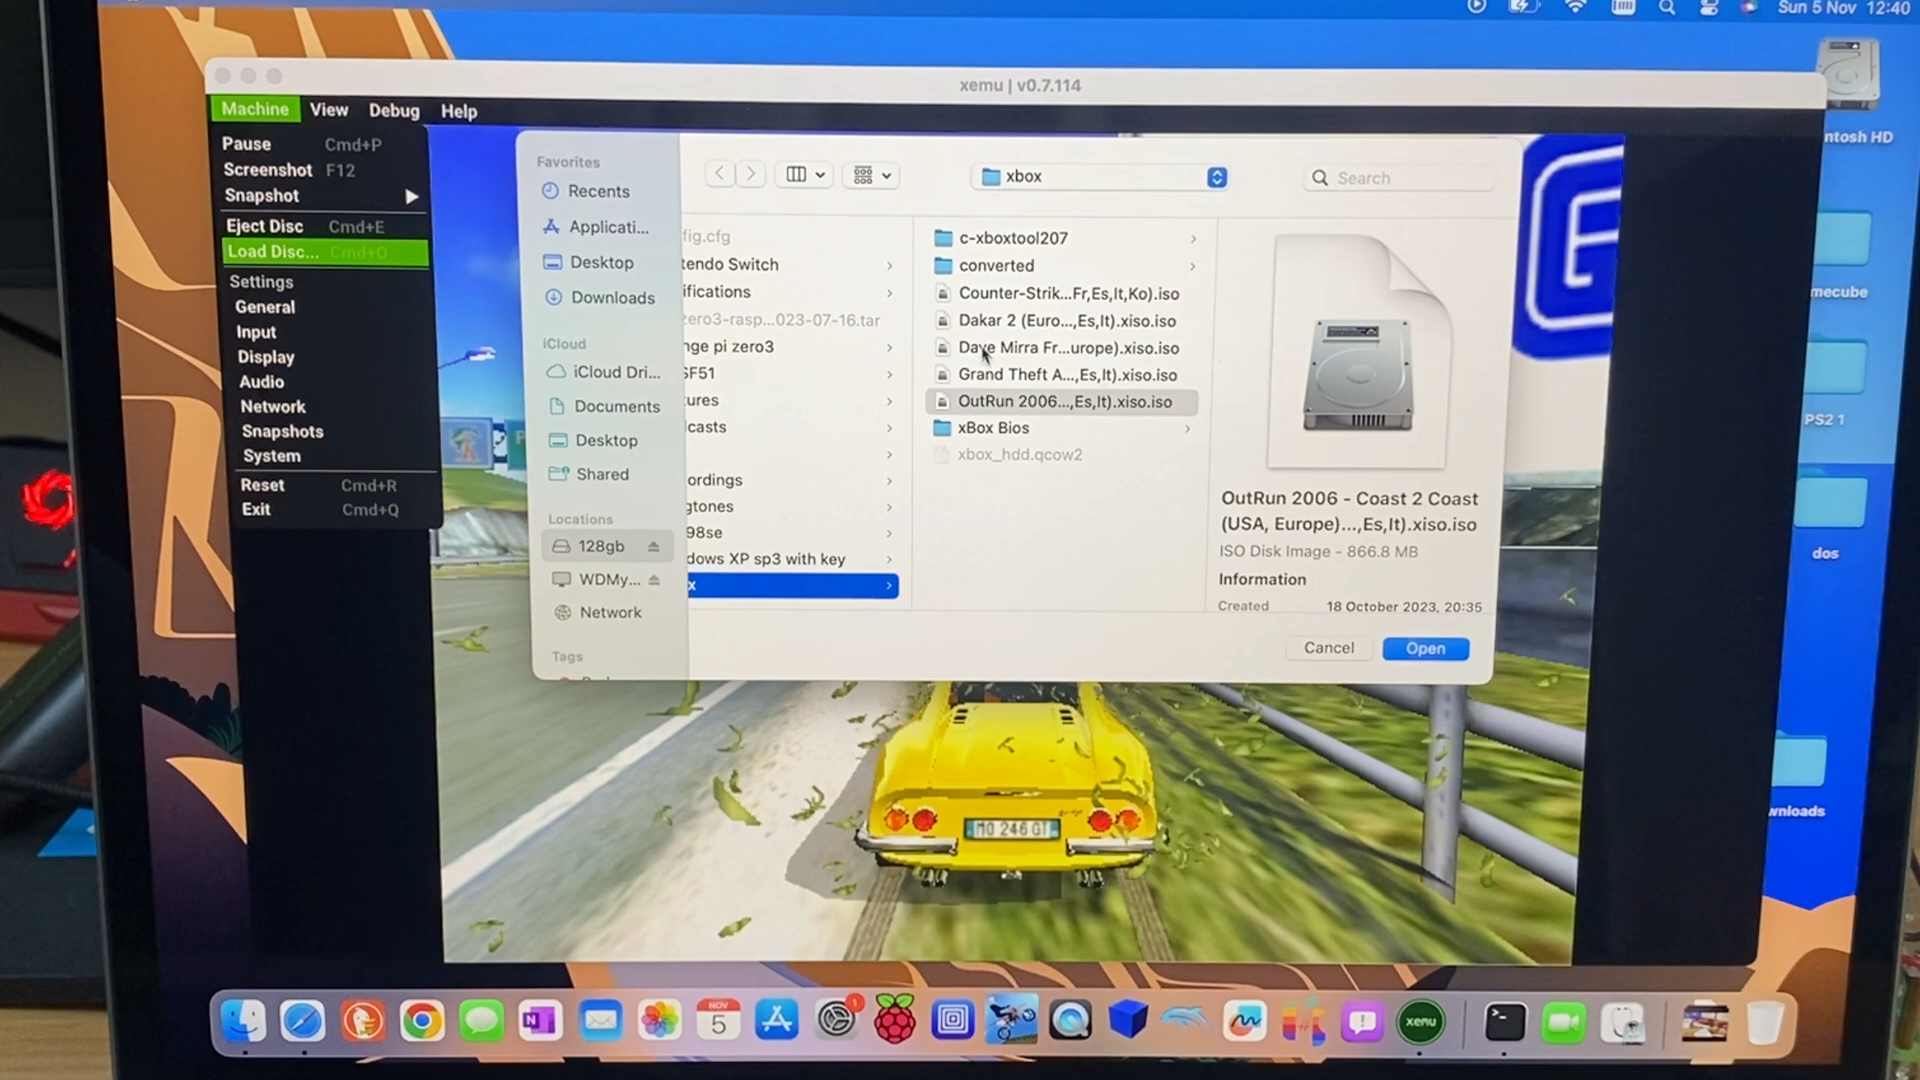 Sun 5 Nov 12:40
xemu | v0.7.114
Machine View Debug Help
Pause Cmd+P
Screenshot F12
Snapshot
Eject Disc Cmd+E
Load Disc... Cmd+O
Settings
General
Input
Display
Audio
Network
Snapshots
System
Reset Cmd+R
Exit Cmd+Q
Favorites
Recents
Applicati...
Desktop
Downloads
iCloud
iCloud Dri...
Documents
Desktop
Shared
Locations
128gb
WDMy...
Network
Tags
xbox
Search
fig.cfg
tendo Switch
ifications
zero3-rasp...023-07-16.tar
nge pi zero3
SF51
ures
lcasts
ordings
gtones
98se
dows XP sp3 with key
x
c-xboxtool207
converted
Counter-Strik...Fr,Es,It,Ko).iso
Dakar 2 (Euro...,Es,It).xiso.iso
Dave Mirra Fr...urope).xiso.iso
Grand Theft A...,Es,It).xiso.iso
OutRun 2006...,Es,It).xiso.iso
xBox Bios
xbox_hdd.qcow2
OutRun 2006 - Coast 2 Coast
(USA, Europe)...,Es,It).xiso.iso
ISO Disk Image - 866.8 MB
Information
Created 18 October 2023, 20:35
Cancel Open
ntosh HD
mecube
PS2 1
dos
wnloads
MO 246 GT
NOV
5
1
xemu